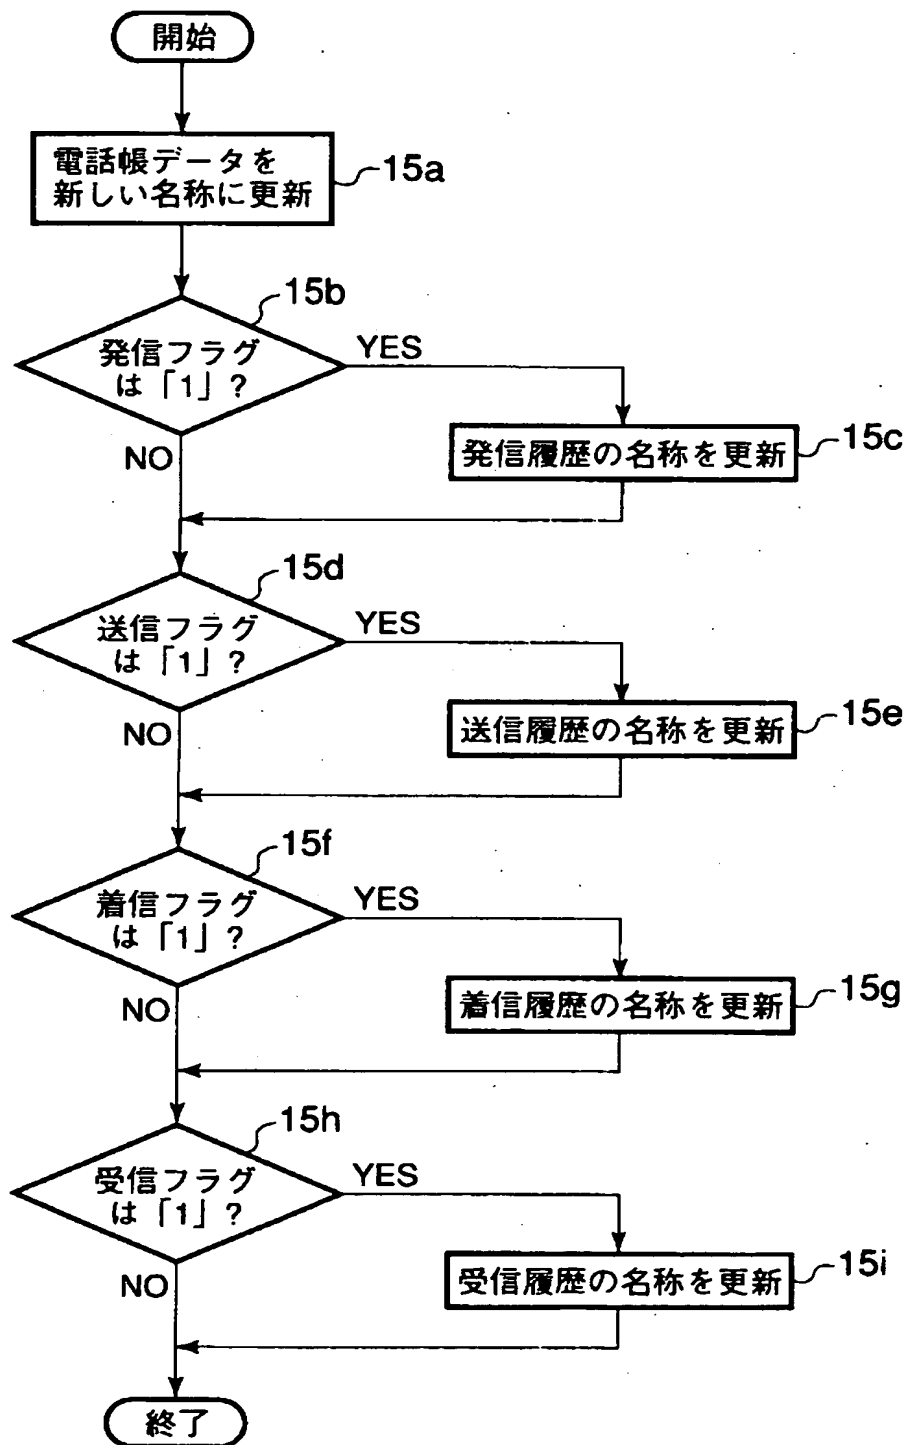 開始
電話帳データを
新しい名称に更新
15a
15b
発信フラグ
は「1」?
YES
NO
発信履歴の名称を更新
15c
15d
送信フラグ
は「1」?
YES
NO
送信履歴の名称を更新
15e
15f
着信フラグ
は「1」?
YES
NO
着信履歴の名称を更新
15g
15h
受信フラグ
は「1」?
YES
NO
受信履歴の名称を更新
15i
終了